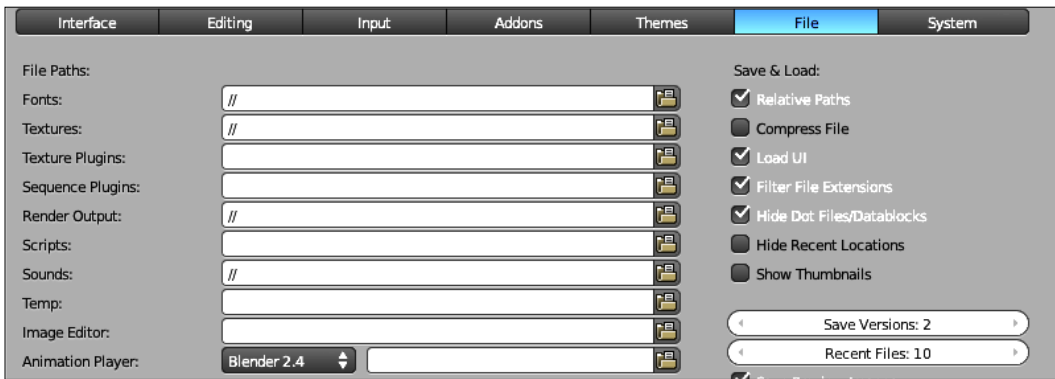 Interface Editing Input Addons Themes File System
File Paths:
Fonts: //
Textures: //
Texture Plugins:
Sequence Plugins:
Render Output: //
Scripts:
Sounds: //
Temp:
Image Editor:
Animation Player: Blender 2.4
Save & Load:
Relative Paths
Compress File
Load UI
Filter File Extensions
Hide Dot Files/Datablocks
Hide Recent Locations
Show Thumbnails
Save Versions: 2
Recent Files: 10